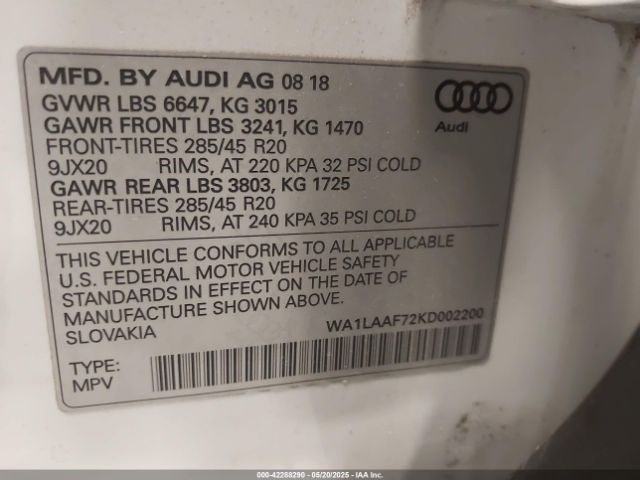 MFD. BY AUDI AG 08 18
GVWR LBS 6647, KG 3015
GAWR FRONT LBS 3241, KG 1470
FRONT-TIRES 285/45 R20
9JX20 RIMS, AT 220 KPA 32 PSI COLD
GAWR REAR LBS 3803, KG 1725
REAR-TIRES 285/45 R20
9JX20 RIMS, AT 240 KPA 35 PSI COLD
Audi
THIS VEHICLE CONFORMS TO ALL APPLICABLE
U.S. FEDERAL MOTOR VEHICLE SAFETY
STANDARDS IN EFFECT ON THE DATE OF
MANUFACTURE SHOWN ABOVE.
SLOVAKIA WA1LAAF72KD002200
TYPE:
MPV
000-42288290 - 05/20/2025 - IAAI.COM